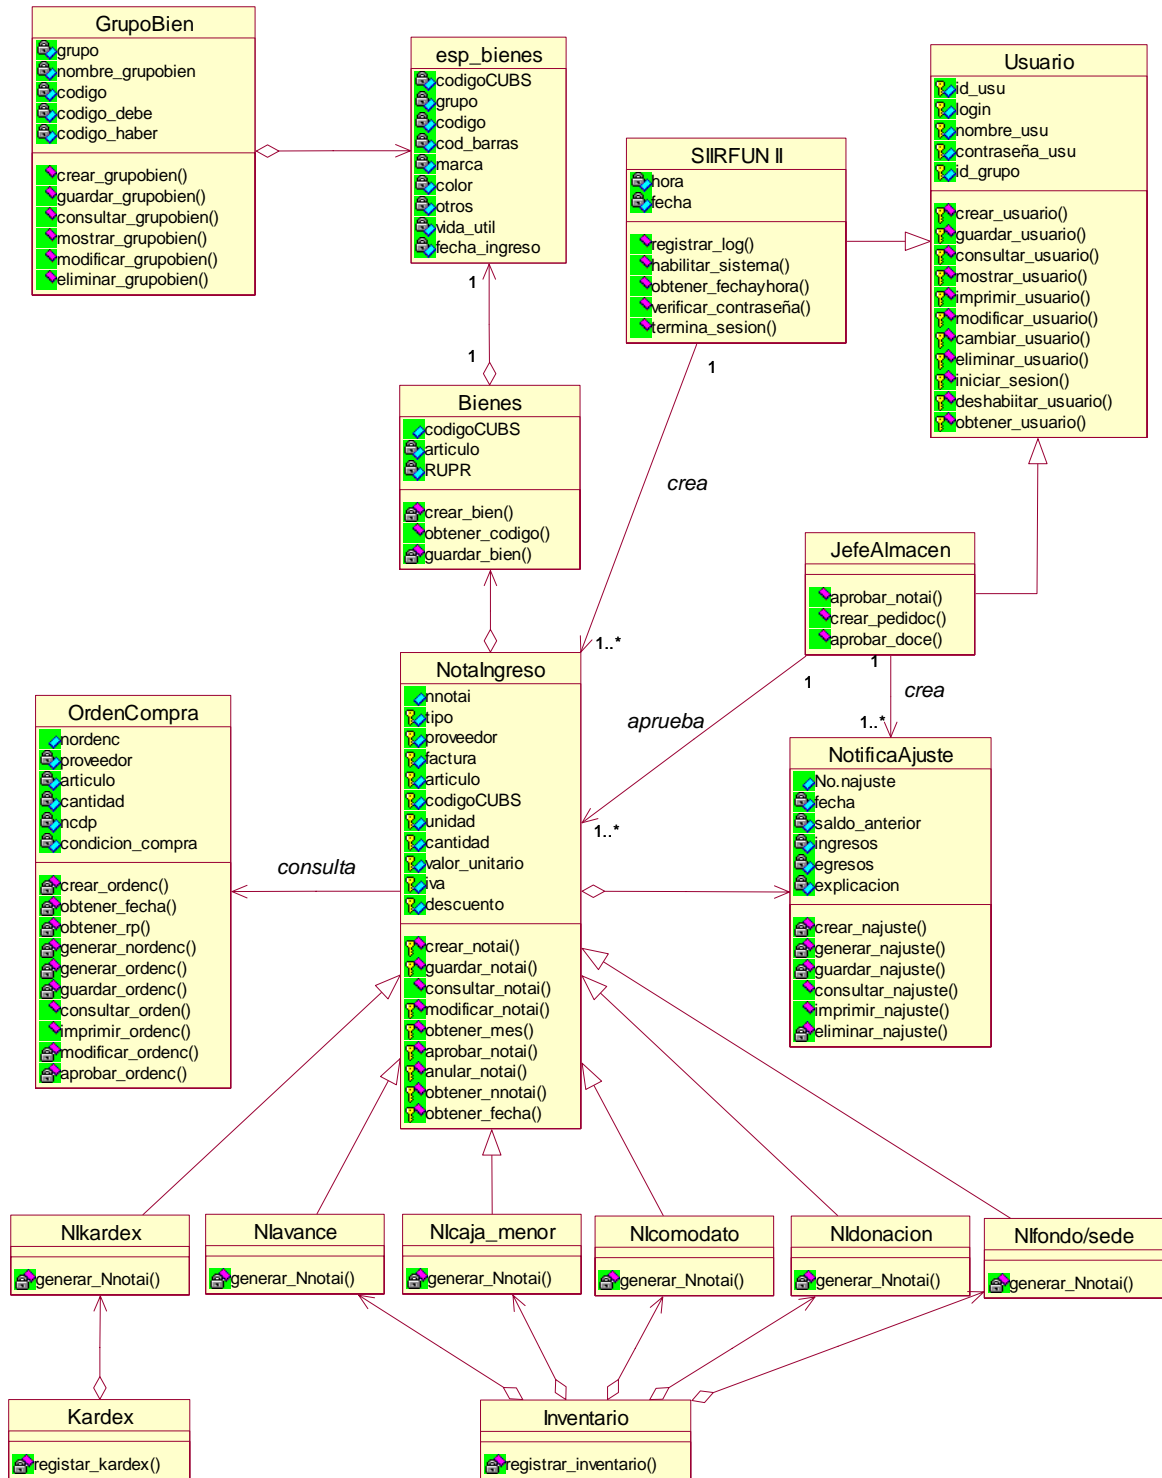 GrupoBien
grupo
nombre_grupobien
codigo
codigo_debe
codigo_haber
crear_grupobien()
guardar_grupobien()
consultar_grupobien()
mostrar_grupobien()
modificar_grupobien()
eliminar_grupobien()
esp_bienes
codigoCUBS
grupo
codigo
cod_barras
marca
color
otros
vida_util
fecha_ingreso
1
1
SIIRFUN II
hora
fecha
registrar_log()
habilitar_sistema()
obtener_fechayhora()
verificar_contraseña()
termina_sesion()
1
crea
1..*
Usuario
id_usu
login
nombre_usu
contraseña_usu
id_grupo
crear_usuario()
guardar_usuario()
consultar_usuario()
mostrar_usuario()
imprimir_usuario()
modificar_usuario()
cambiar_usuario()
eliminar_usuario()
iniciar_sesion()
deshabiitar_usuario()
obtener_usuario()
Bienes
codigoCUBS
articulo
RUPR
crear_bien()
obtener_codigo()
guardar_bien()
JefeAlmacen
aprobar_notai()
crear_pedidoc()
aprobar_doce()
1
1
crea
aprueba
1..*
1..*
OrdenCompra
nordenc
proveedor
articulo
cantidad
ncdp
condicion_compra
crear_ordenc()
obtener_fecha()
obtener_rp()
generar_nordenc()
generar_ordenc()
guardar_ordenc()
consultar_orden()
imprimir_ordenc()
modificar_ordenc()
aprobar_ordenc()
consulta
NotaIngreso
nnotai
tipo
proveedor
factura
articulo
codigoCUBS
unidad
cantidad
valor_unitario
iva
descuento
crear_notai()
guardar_notai()
consultar_notai()
modificar_notai()
obtener_mes()
aprobar_notai()
anular_notai()
obtener_nnotai()
obtener_fecha()
NotificaAjuste
No.najuste
fecha
saldo_anterior
ingresos
egresos
explicacion
crear_najuste()
generar_najuste()
guardar_najuste()
consultar_najuste()
imprimir_najuste()
eliminar_najuste()
NIkardex
generar_Nnotai()
NIavance
generar_Nnotai()
NIcaja_menor
generar_Nnotai()
NIcomodato
generar_Nnotai()
NIdonacion
generar_Nnotai()
NIfondo/sede
generar_Nnotai()
Kardex
registar_kardex()
Inventario
registrar_inventario()